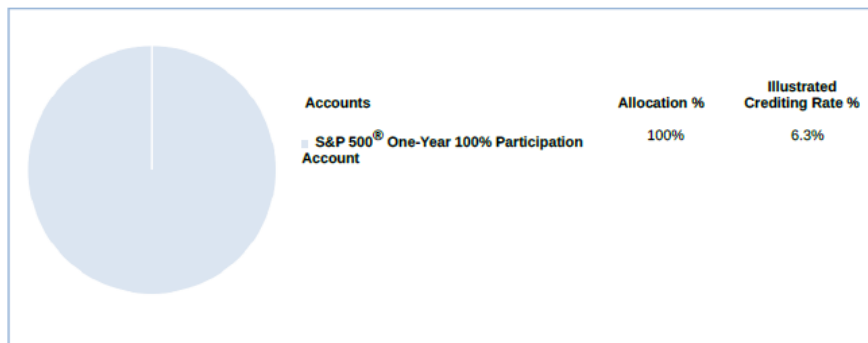 Illustrated
Accounts Allocation % Crediting Rate %
S&P 500® One-Year 100% Participation 100% 6.3%
Account